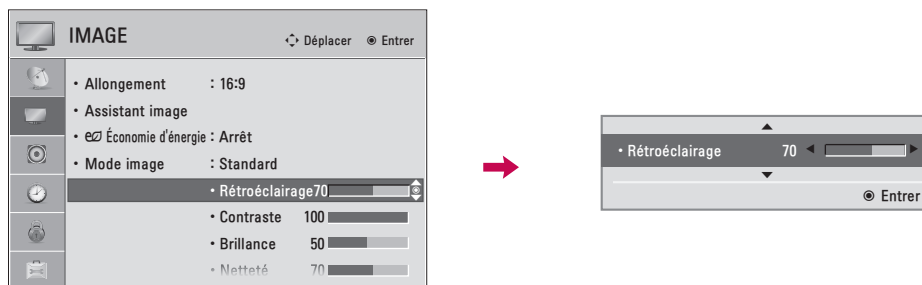 IMAGE
Déplacer Entrer
• Allongement : 16:9
• Assistant image
• Économie d'énergie : Arrêt
• Mode image : Standard
• Rétroéclairage70
• Contraste 100
• Brillance 50
• Netteté 70
• Rétroéclairage 70
Entrer